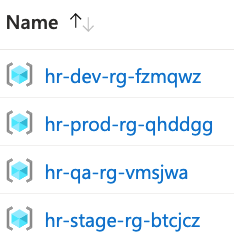 Name ↑↓
hr-dev-rg-fzmqwz
hr-prod-rg-qhddgg
hr-qa-rg-vmsjwa
hr-stage-rg-btcjcz